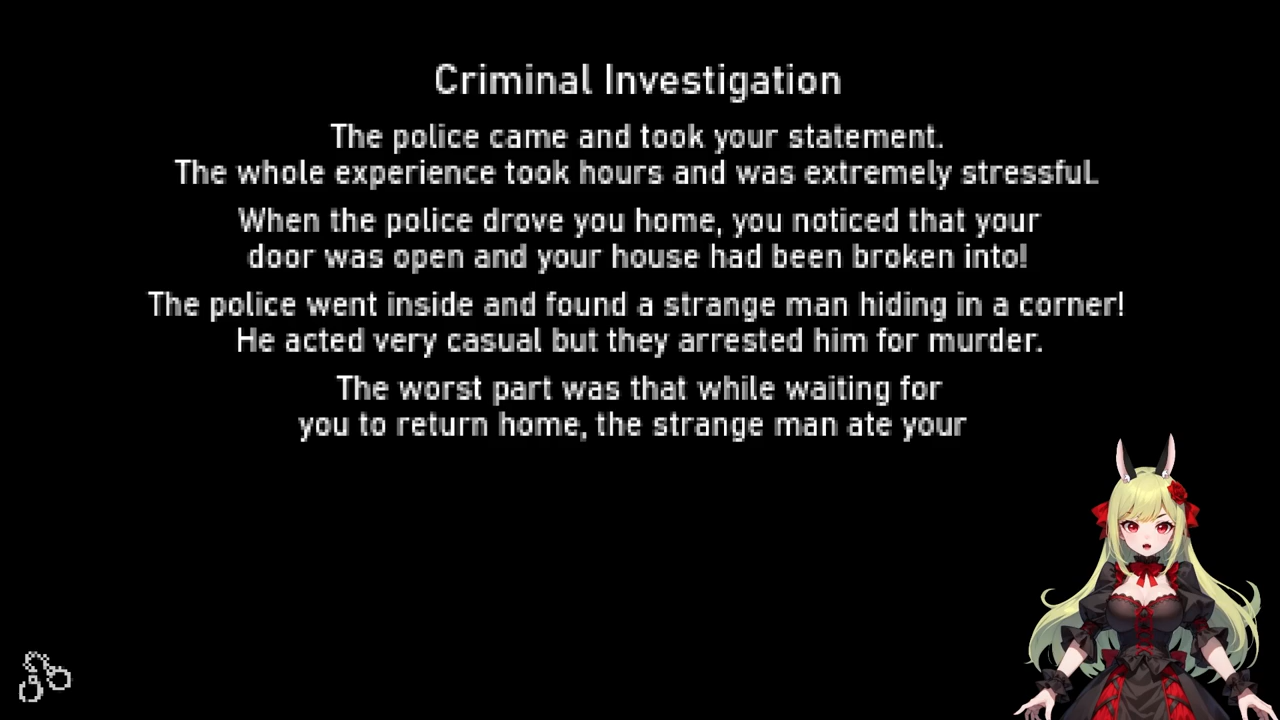 Criminal Investigation
The police came and took your statement.
The whole experience took hours and was extremely stressful.
When the police drove you home, you noticed that your
door was open and your house had been broken into!
The police went inside and found a strange man hiding in a corner!
He acted very casual but they arrested him for murder.
The worst part was that while waiting for
you to return home, the strange man ate your